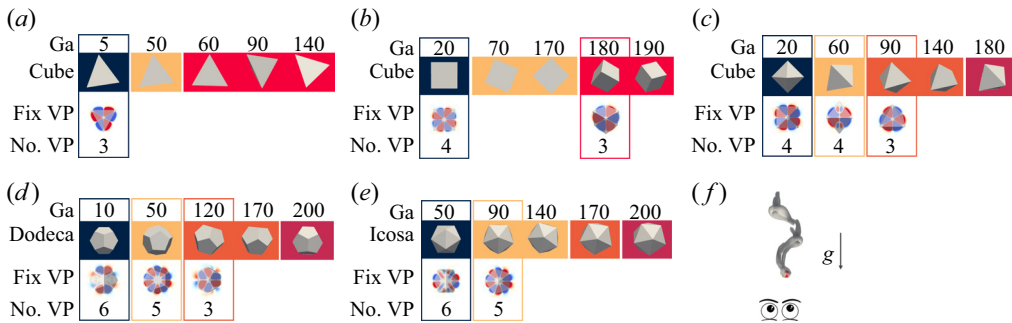 (a)
Ga 5 50 60 90 140
Cube
Fix VP
No. VP 3
(b)
Ga 20 70 170 180 190
Cube
Fix VP
No. VP 4 3
(c)
Ga 20 60 90 140 180
Cube
Fix VP
No. VP 4 4 3
(d)
Ga 10 50 120 170 200
Dodeca
Fix VP
No. VP 6 5 3
(e)
Ga 50 90 140 170 200
Icosa
Fix VP
No. VP 6 5
(f)
g